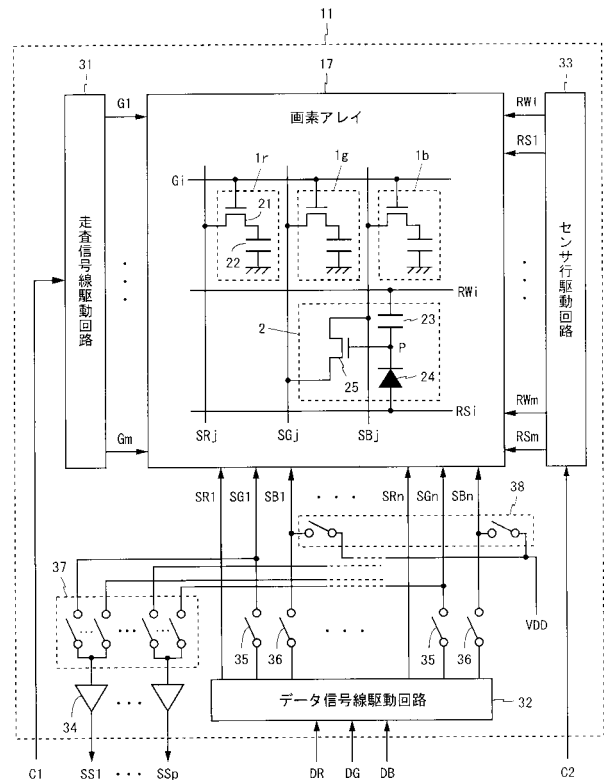 11
31
17
33
G1
RWi
RS1
画素アレイ
1r
1g
1b
Gi
21
22
走査信号線駆動回路
センサ行駆動回路
RWi
2
23
P
25
24
RSi
RWm
RSm
Gm
SRj
SGj
SBj
SR1
SG1
SB1
SRn
SGn
SBn
38
37
VDD
35
36
35
36
データ信号線駆動回路
32
34
C1
SS1
SSp
DR
DG
DB
C2